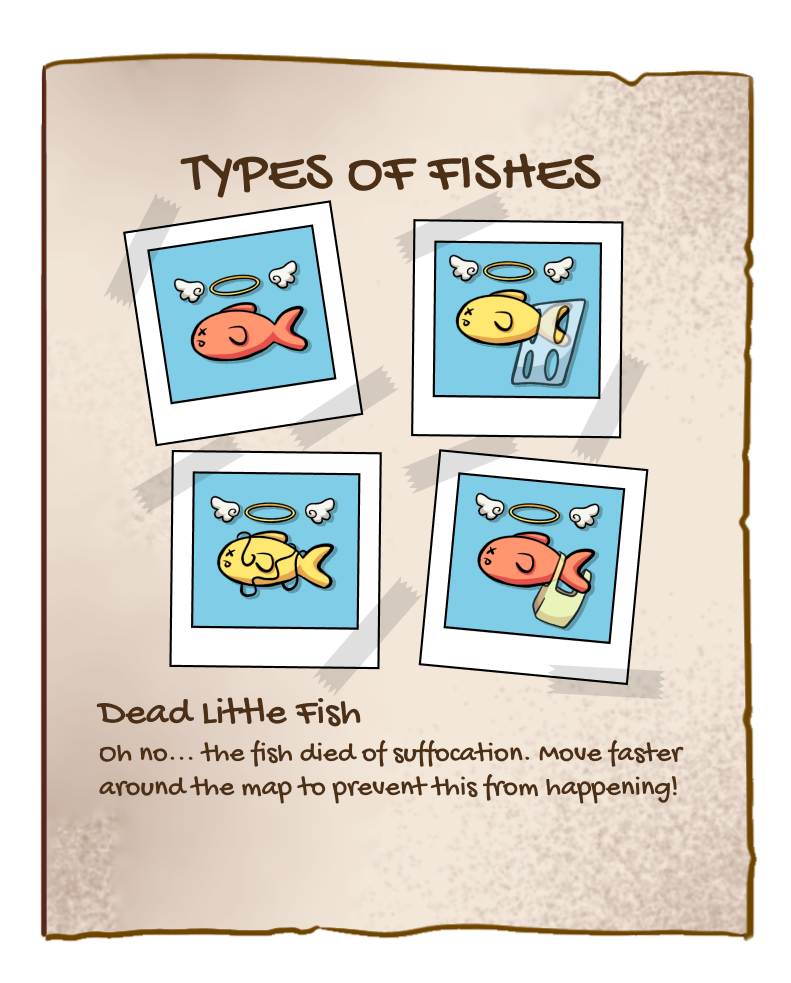 TYPES OF FISHES
Dead Little Fish
Oh no... the fish died of suffocation. Move faster
around the map to prevent this from happening!